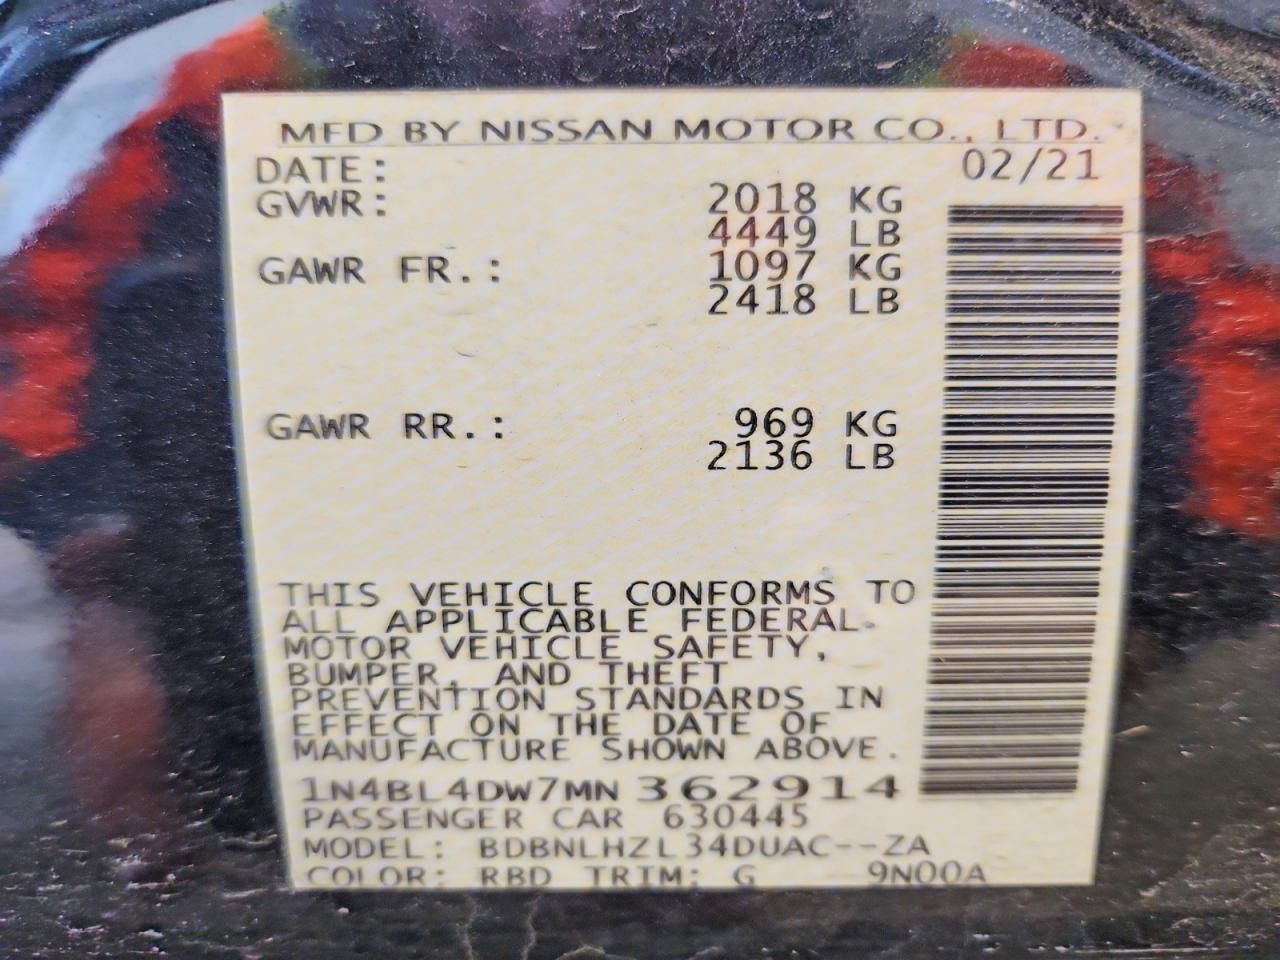 MFD BY NISSAN MOTOR CO., LTD.
DATE: 02/21
GVWR: 2018 KG
4449 LB
GAWR FR.: 1097 KG
2418 LB
GAWR RR.: 969 KG
2136 LB
THIS VEHICLE CONFORMS TO
ALL APPLICABLE FEDERAL
MOTOR VEHICLE SAFETY,
BUMPER, AND THEFT
PREVENTION STANDARDS IN
EFFECT ON THE DATE OF
MANUFACTURE SHOWN ABOVE.
1N4BL4DW7MN362914
PASSENGER CAR 630445
MODEL: BDBNLHZL34DUAC--ZA
COLOR: RBD TRIM: G 9N00A